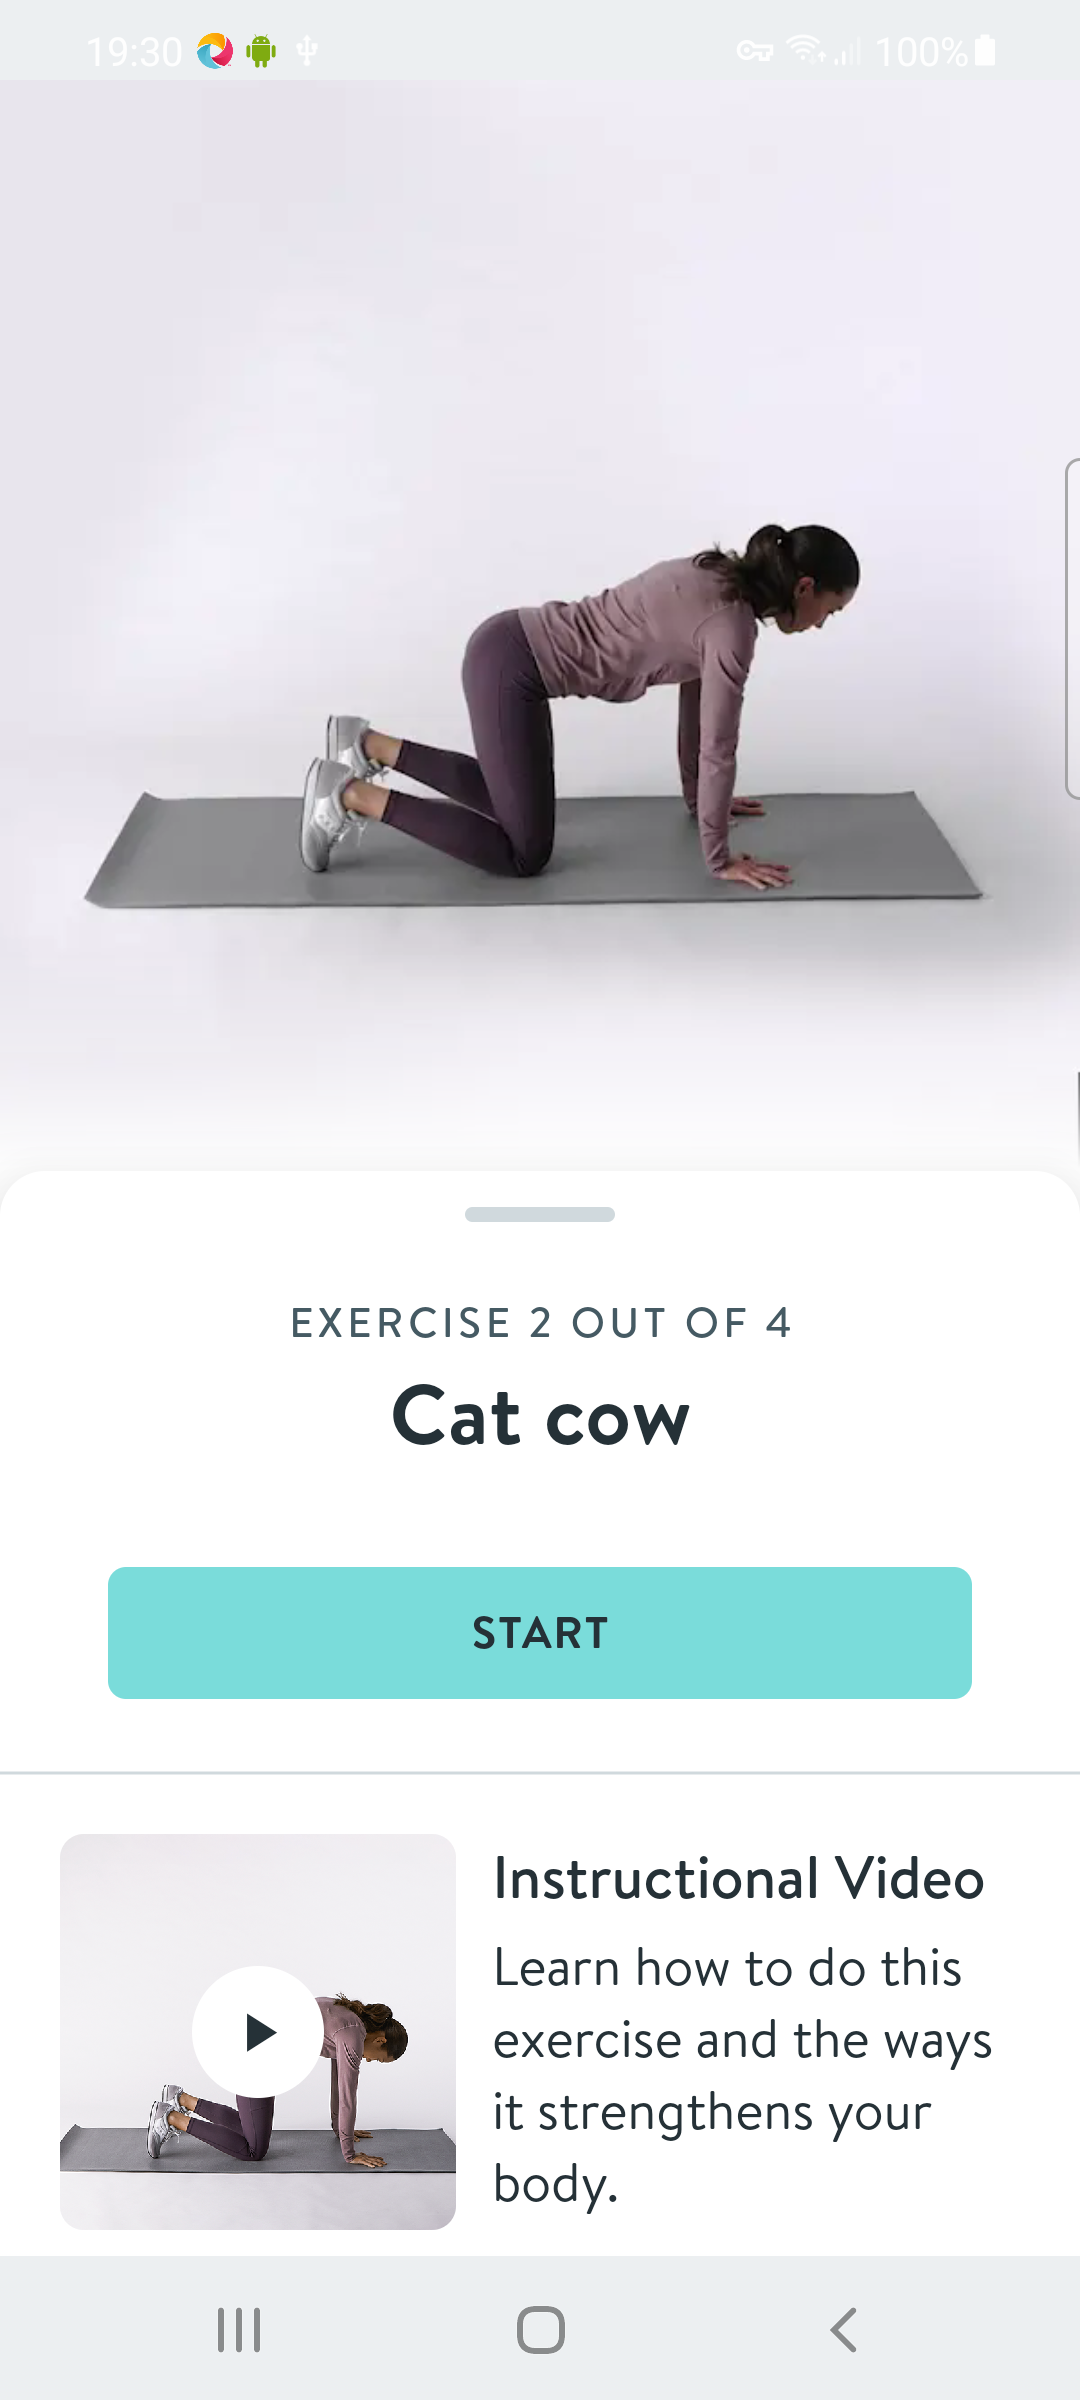 19:30 100%
EXERCISE 2 OUT OF 4
Cat cow
START
Instructional Video
Learn how to do this
exercise and the ways
it strengthens your
body.